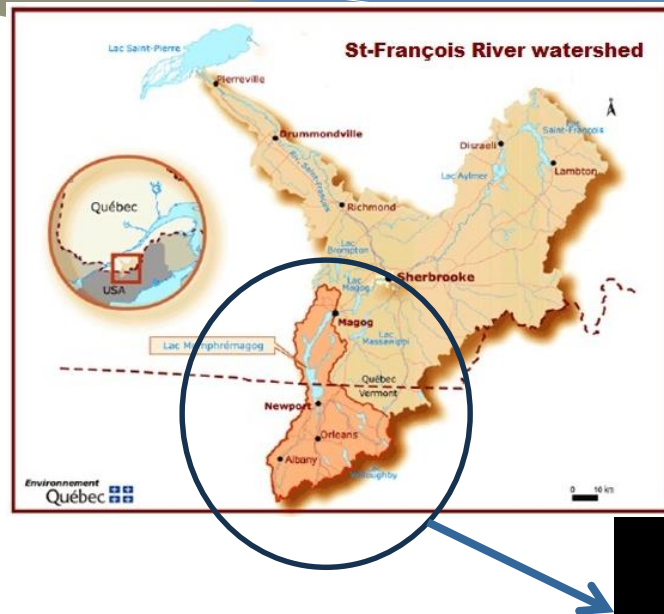 St-François River watershed
Lac Saint-Pierre
Pierreville
Drummondville
Riv. Saint-François
Disraeli
Saint-François
Lac Aylmer
Lambton
Richmond
Québec
USA
Lac
Brompton
Sherbrooke
Lac
Magog
Magog
Lac Memphrémagog
Lac
Massawippi
Québec
Vermont
Newport
Orleans
Albany
Willoughby
Environnement
Québec
0 10 km